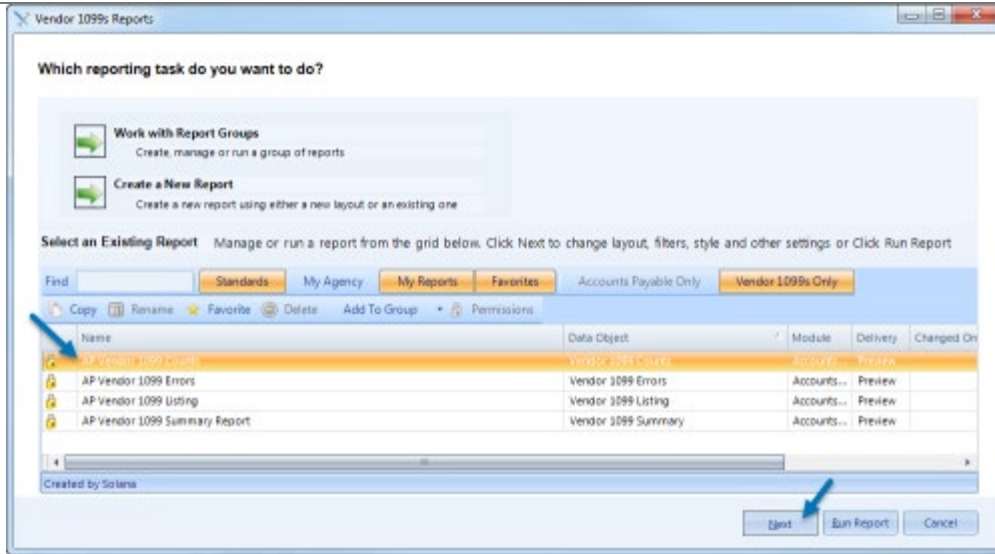 Vendor 1099s Reports
Which reporting task do you want to do?
Work with Report Groups
Create, manage or run a group of reports
Create a New Report
Create a new report using either a new layout or an existing one
Select an Existing Report Manage or run a report from the grid below. Click Next to change layout, filters, style and other settings or Click Run Report
Find Standards My Agency My Reports Favorites Accounts Payable Only Vendor 1099s Only
Copy Rename Favorite Delete Add To Group Permissions
Name Data Object Module Delivery Changed On
AP Vendor 1099 Counts Vendor 1099 Counts Accounts... Preview
AP Vendor 1099 Errors Vendor 1099 Errors Accounts... Preview
AP Vendor 1099 Listing Vendor 1099 Listing Accounts... Preview
AP Vendor 1099 Summary Report Vendor 1099 Summary Accounts... Preview
Created by Solana
Next Run Report Cancel